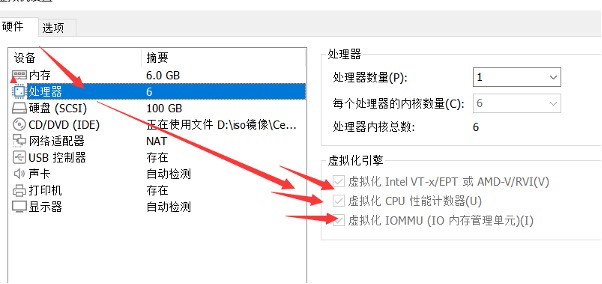 硬件 选项
设备 摘要
内存 6.0 GB
处理器 6
硬盘 (SCSI) 100 GB
CD/DVD (IDE) 正在使用文件 D:\iso镜像\Ce...
网络适配器 NAT
USB 控制器 存在
声卡 自动检测
打印机 存在
显示器 自动检测
处理器
处理器数量(P): 1
每个处理器的内核数量(C): 6
处理器内核总数: 6
虚拟化引擎
虚拟化 Intel VT-x/EPT 或 AMD-V/RVI(V)
虚拟化 CPU 性能计数器(U)
虚拟化 IOMMU (IO 内存管理单元)(I)